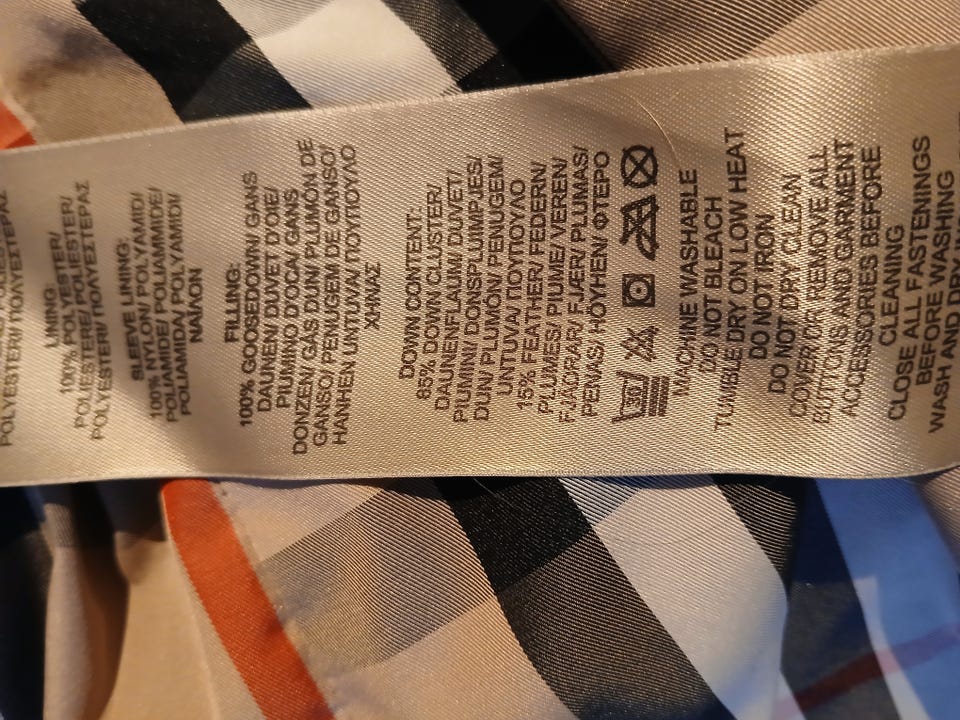 POLYESTER/ ΠΟΛΥΕΣΤΕΡΑΣ
LINING:
100% POLYESTER/
POLIESTERE/ POLIÉSTER/
POLYESTER/ ΠΟΛΥΕΣΤΕΡΑΣ
SLEEVE LINING:
100% NYLON/ POLYAMID/
POLIAMIDE/ POLYAMMIDE/
POLIAMIDA/ POLYAMIDI/
ΝΑΪΛΟΝ
FILLING:
100% GOOSEDOWN/ GANS
DAUNEN/ DUVET D'OIE/
PIUMINO D'OCA/ GANS
DONZEN/ GÅS DUN/ PLUMÓN DE
GANSO/ PENUGEM DE GANSO/
HANHEN UNTUVA/ ΠΟΥΠΟΥΛΟ
ΧΗΝΑΣ
DOWN CONTENT:
85% DOWN CLUSTER/
DAUNENFLAUM/ DUVET/
PIUMINI/ DONSPLUIMPJES/
DUN/ PLUMÓN/ PENUGEM/
UNTUVA/ ΠΟΥΠΟΥΛΟ
15% FEATHER/ FEDERN/
PLUMES/ PIUME/ VEREN/
FJÄDRAR/ FJÆR/ PLUMAS/
PENAS/ HÖYHEN/ ΦΤΕΡΟ
30
MACHINE WASHABLE
DO NOT BLEACH
TUMBLE DRY ON LOW HEAT
DO NOT IRON
DO NOT DRY CLEAN
COVER OR REMOVE ALL
BUTTONS AND GARMENT
ACCESSORIES BEFORE
CLEANING
CLOSE ALL FASTENINGS
BEFORE WASHING
WASH AND DRY